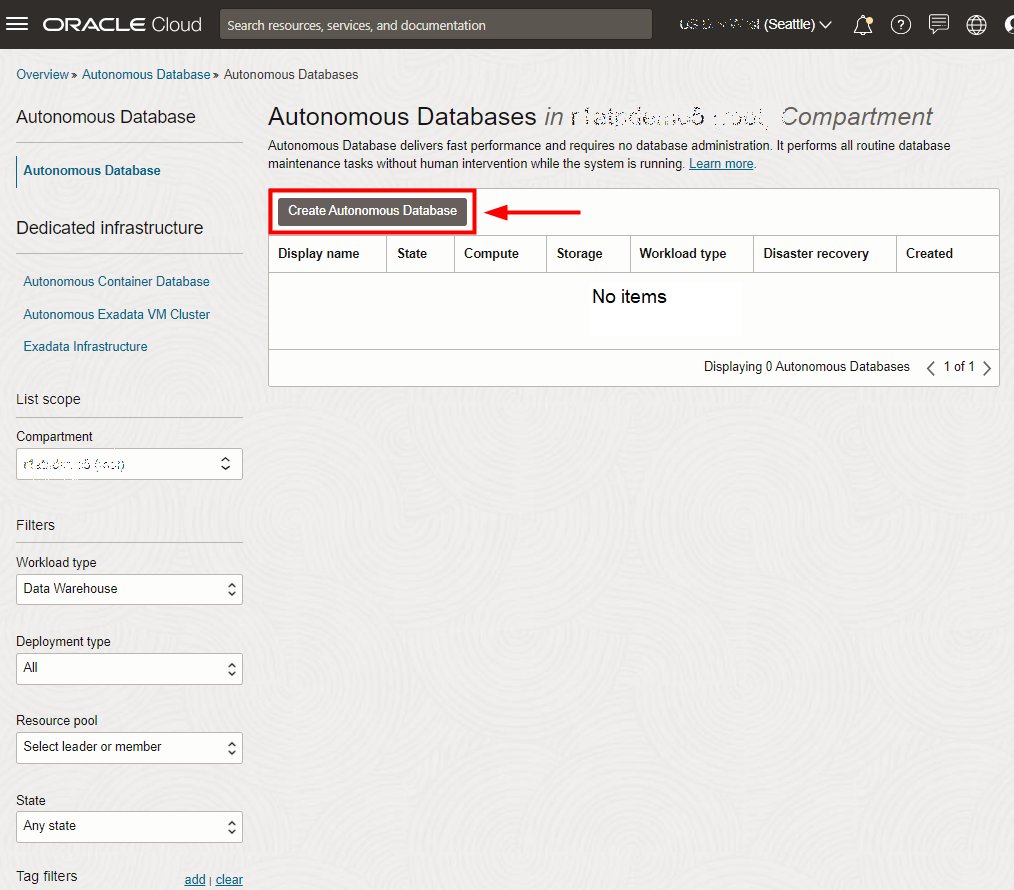 ORACLE Cloud
Search resources, services, and documentation
(Seattle)
Overview » Autonomous Database » Autonomous Databases
Autonomous Database
Autonomous Database
Dedicated infrastructure
Autonomous Container Database
Autonomous Exadata VM Cluster
Exadata Infrastructure
List scope
Compartment
Filters
Workload type
Data Warehouse
Deployment type
All
Resource pool
Select leader or member
State
Any state
Tag filters add | clear
Autonomous Databases in Compartment
Autonomous Database delivers fast performance and requires no database administration. It performs all routine database
maintenance tasks without human intervention while the system is running. Learn more.
Create Autonomous Database
Display name State Compute Storage Workload type Disaster recovery Created
No items
Displaying 0 Autonomous Databases < 1 of 1 >